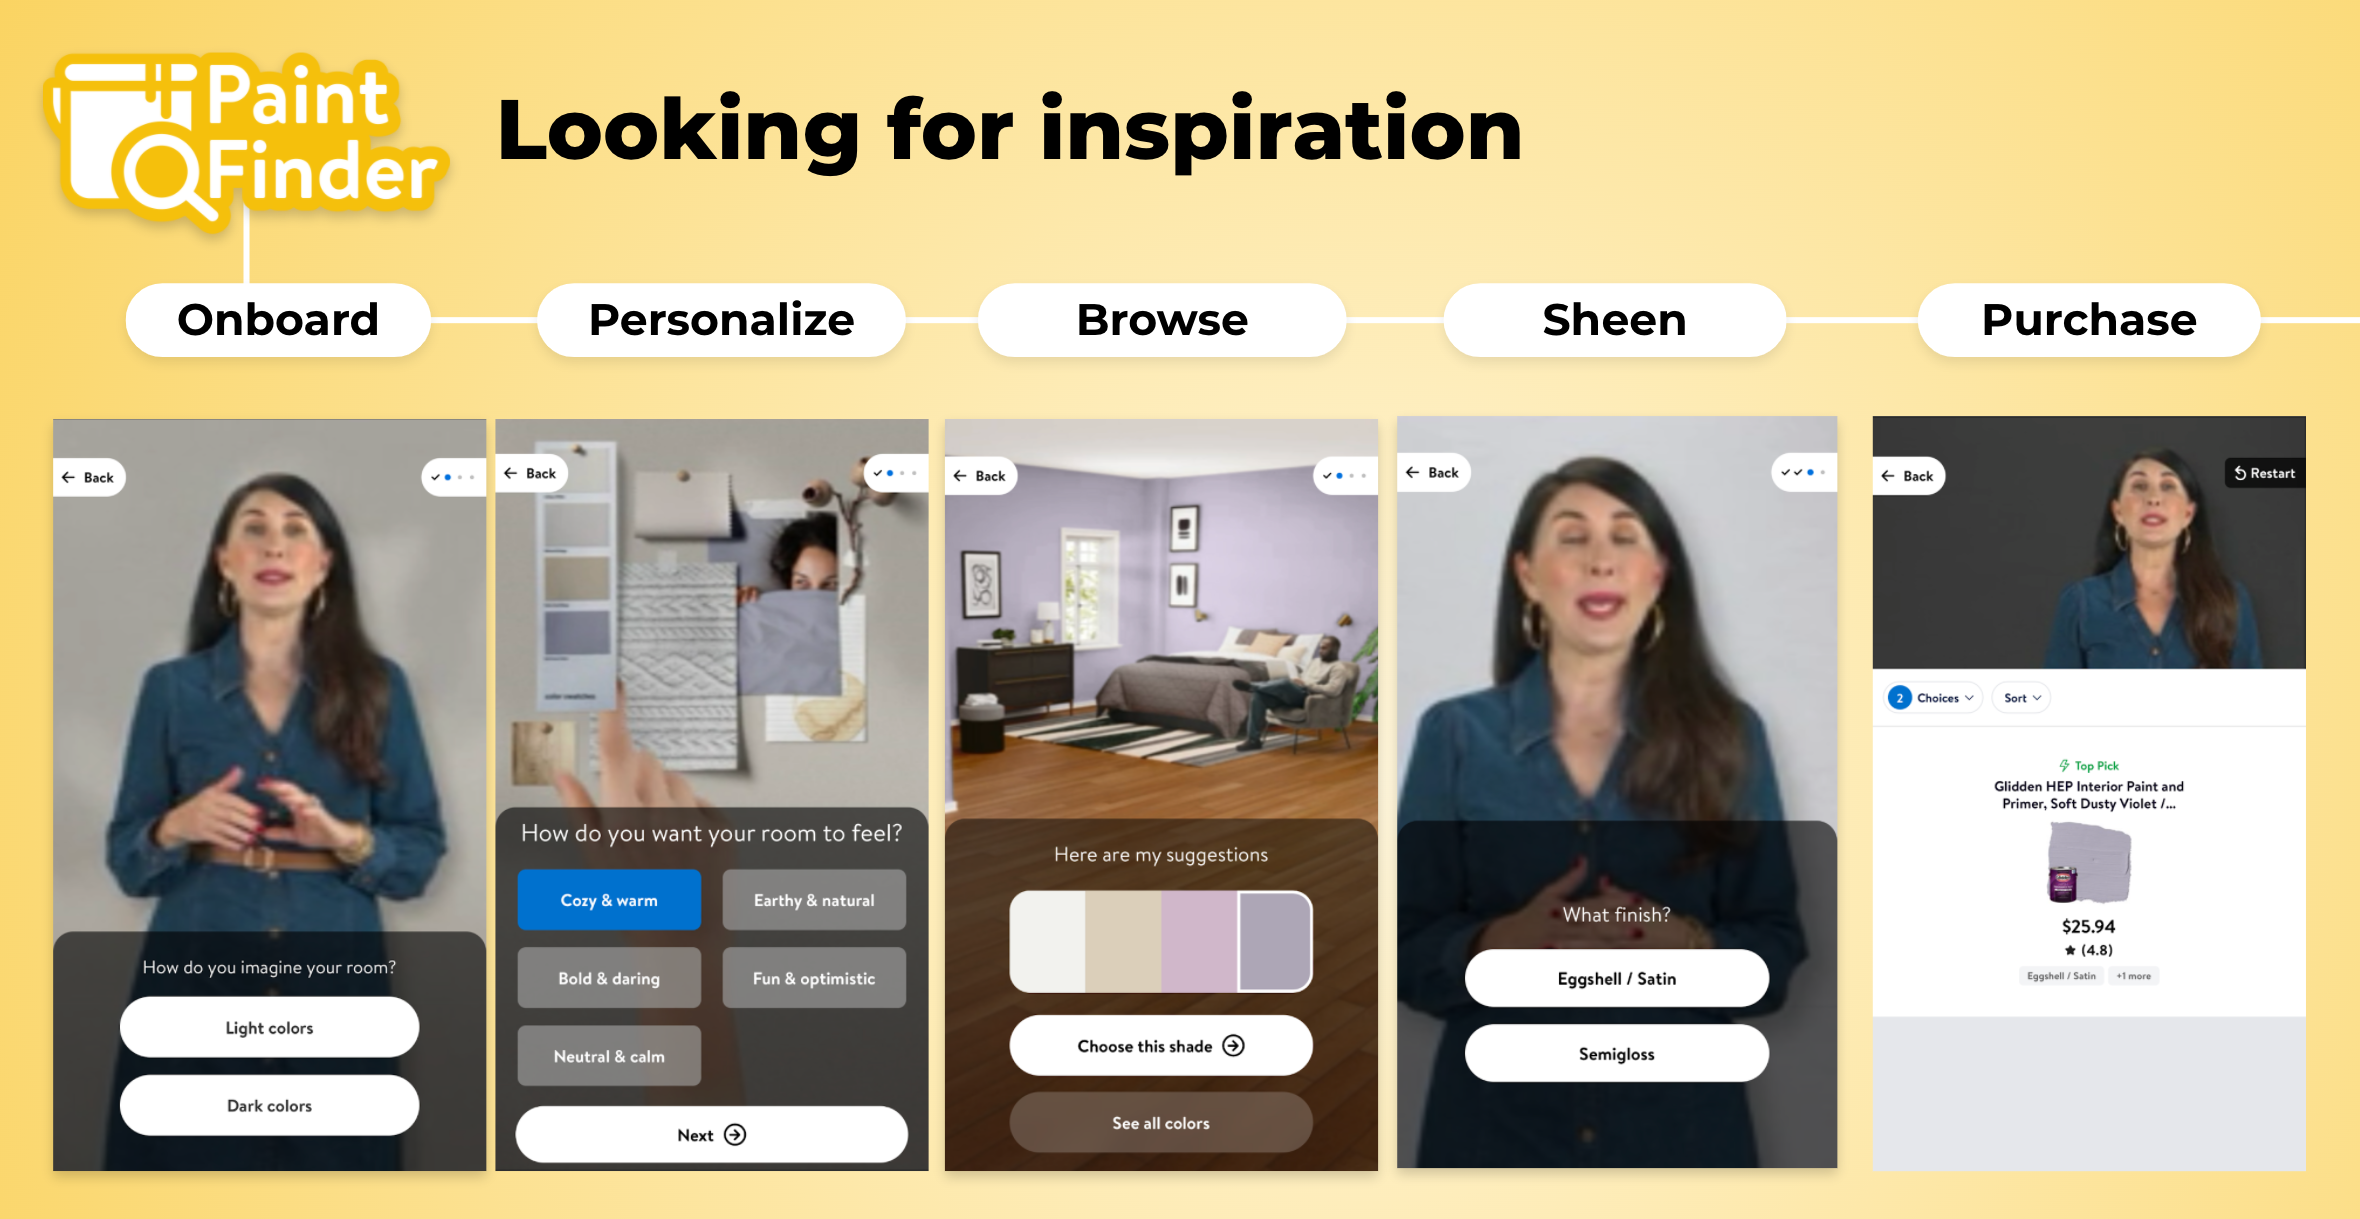 Paint
Finder
Looking for inspiration
Onboard
Personalize
Browse
Sheen
Purchase
Back
How do you imagine your room?
Light colors
Dark colors
Back
color swatches
How do you want your room to feel?
Cozy & warm
Earthy & natural
Bold & daring
Fun & optimistic
Neutral & calm
Next
Back
Here are my suggestions
Choose this shade
See all colors
Back
What finish?
Eggshell / Satin
Semigloss
Back
Restart
2 Choices
Sort
Top Pick
Glidden HEP Interior Paint and
Primer, Soft Dusty Violet /...
$25.94
(4.8)
Eggshell / Satin
+1 more